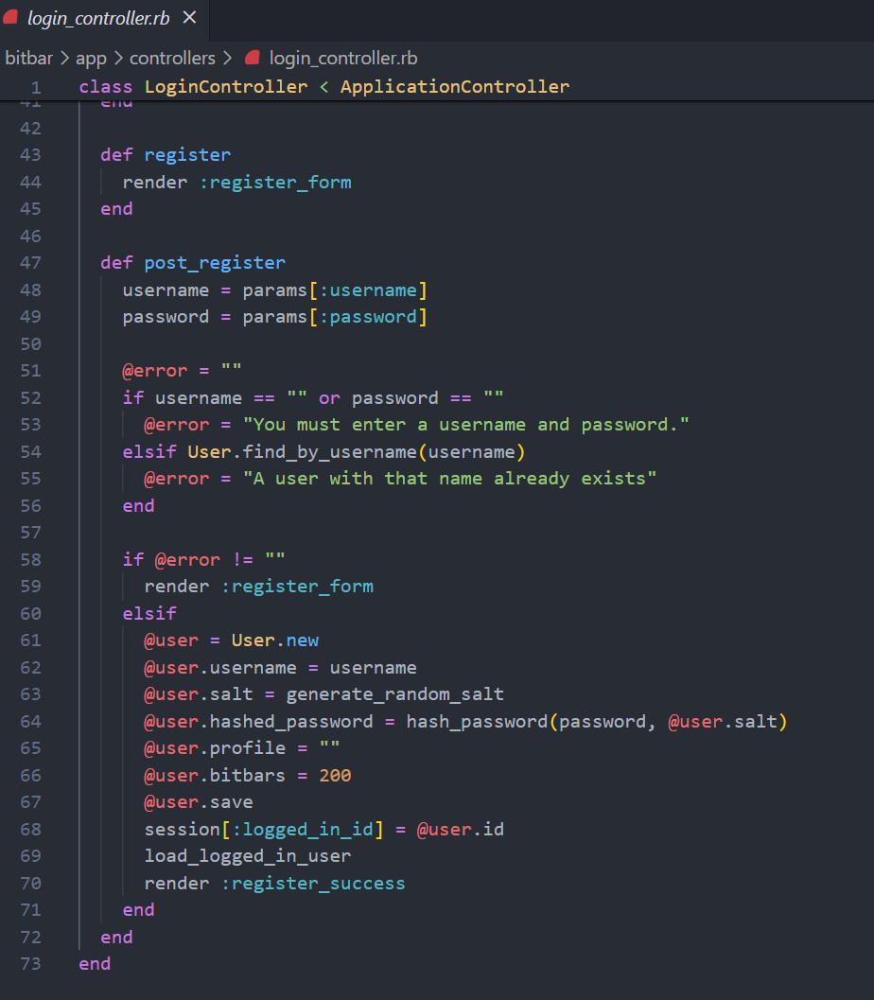 login_controller.rb ×
bitbar > app > controllers > login_controller.rb
1 class LoginController < ApplicationController
41 end
42
43 def register
44 render :register_form
45 end
46
47 def post_register
48 username = params[:username]
49 password = params[:password]
50
51 @error = ""
52 if username == "" or password == ""
53 @error = "You must enter a username and password."
54 elsif User.find_by_username(username)
55 @error = "A user with that name already exists"
56 end
57
58 if @error != ""
59 render :register_form
60 elsif
61 @user = User.new
62 @user.username = username
63 @user.salt = generate_random_salt
64 @user.hashed_password = hash_password(password, @user.salt)
65 @user.profile = ""
66 @user.bitbars = 200
67 @user.save
68 session[:logged_in_id] = @user.id
69 load_logged_in_user
70 render :register_success
71 end
72 end
73 end